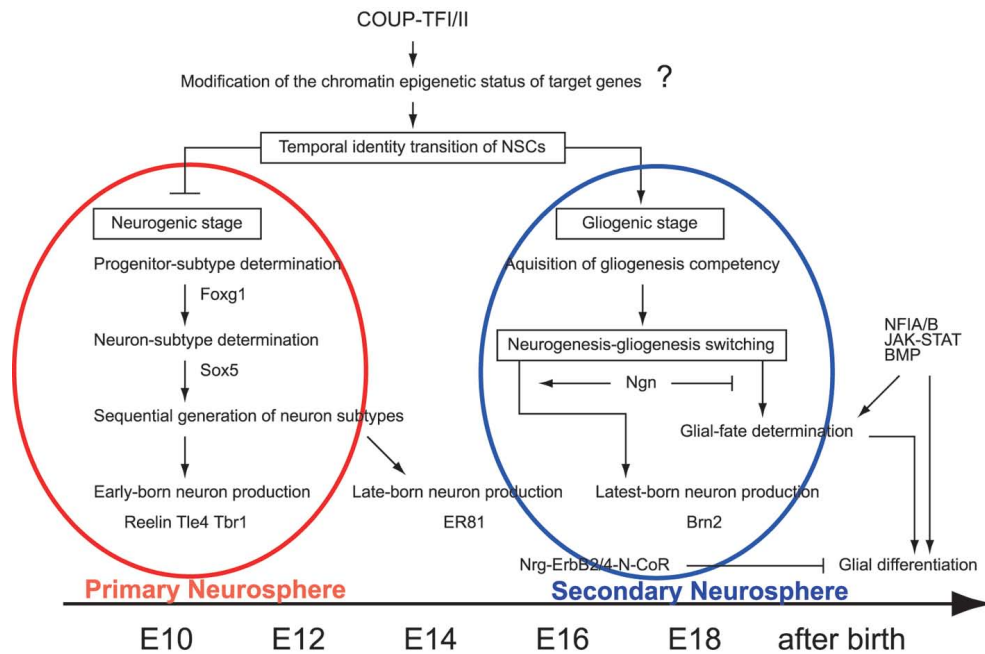 COUP-TFI/II
Modification of the chromatin epigenetic status of target genes ?
Temporal identity transition of NSCs
Neurogenic stage
Gliogenic stage
Progenitor-subtype determination
Aquisition of gliogenesis competency
Foxg1
NFIA/B
JAK-STAT
BMP
Neuron-subtype determination
Neurogenesis-gliogenesis switching
Sox5
Ngn
Sequential generation of neuron subtypes
Glial-fate determination
Early-born neuron production
Late-born neuron production
Latest-born neuron production
Reelin Tle4 Tbr1
ER81
Brn2
Nrg-ErbB2/4-N-CoR
Glial differentiation
Primary Neurosphere
Secondary Neurosphere
E10 E12 E14 E16 E18 after birth